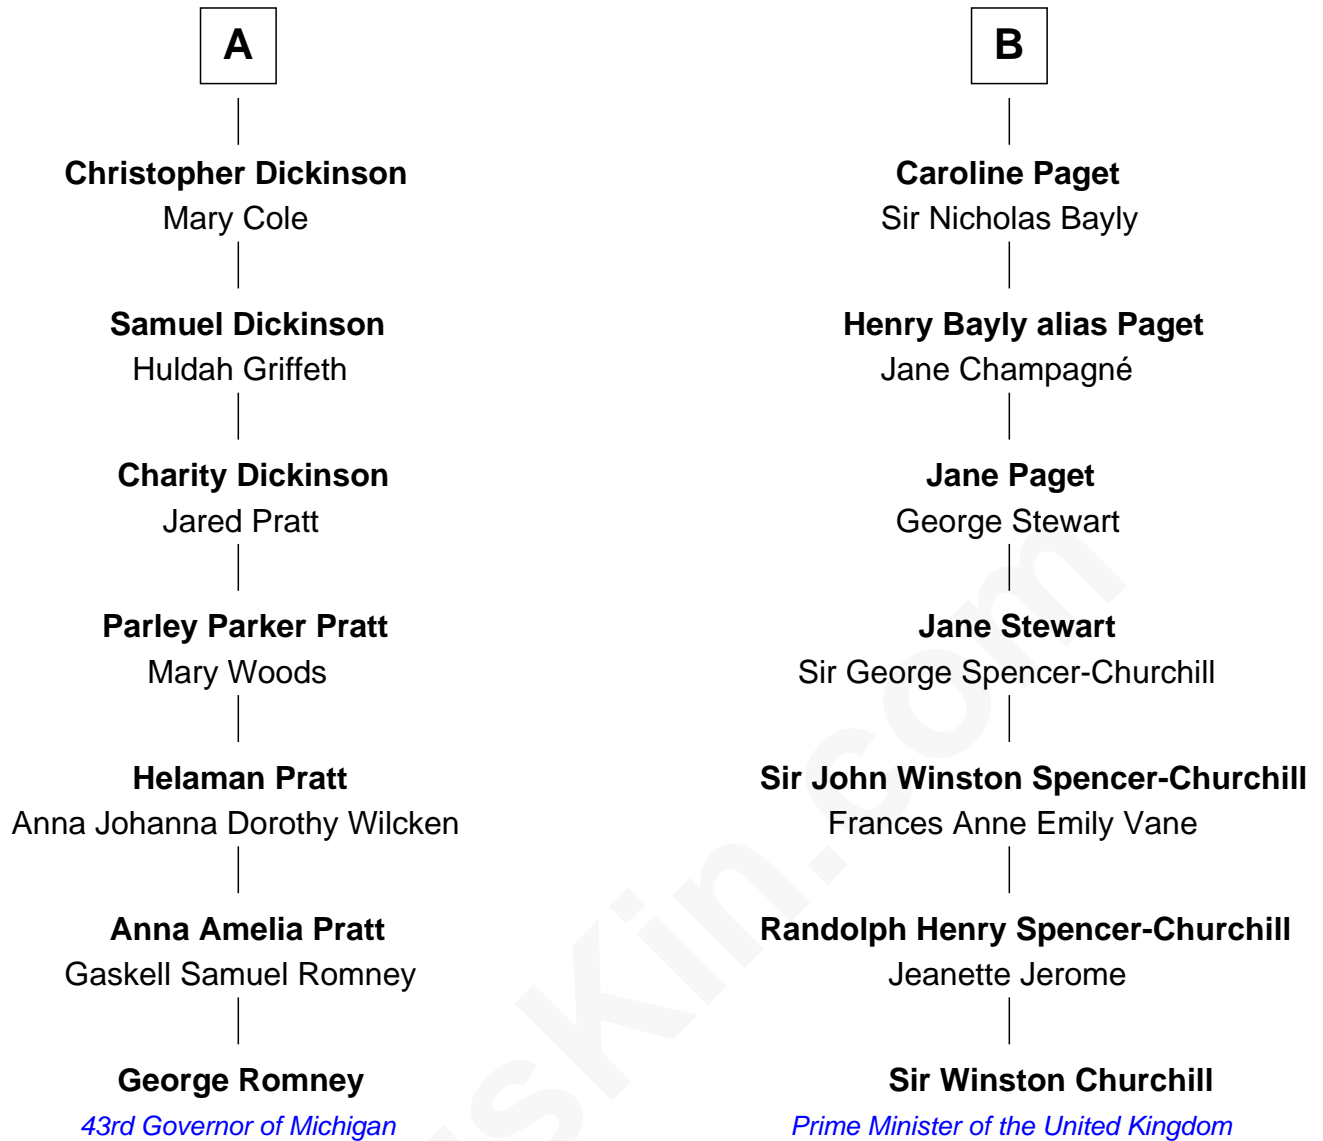 A
Christopher Dickinson
Mary Cole
Samuel Dickinson
Huldah Griffeth
Charity Dickinson
Jared Pratt
Parley Parker Pratt
Mary Woods
Helaman Pratt
Anna Johanna Dorothy Wilcken
Anna Amelia Pratt
Gaskell Samuel Romney
George Romney
43rd Governor of Michigan
B
Caroline Paget
Sir Nicholas Bayly
Henry Bayly alias Paget
Jane Champagné
Jane Paget
George Stewart
Jane Stewart
Sir George Spencer-Churchill
Sir John Winston Spencer-Churchill
Frances Anne Emily Vane
Randolph Henry Spencer-Churchill
Jeanette Jerome
Sir Winston Churchill
Prime Minister of the United Kingdom